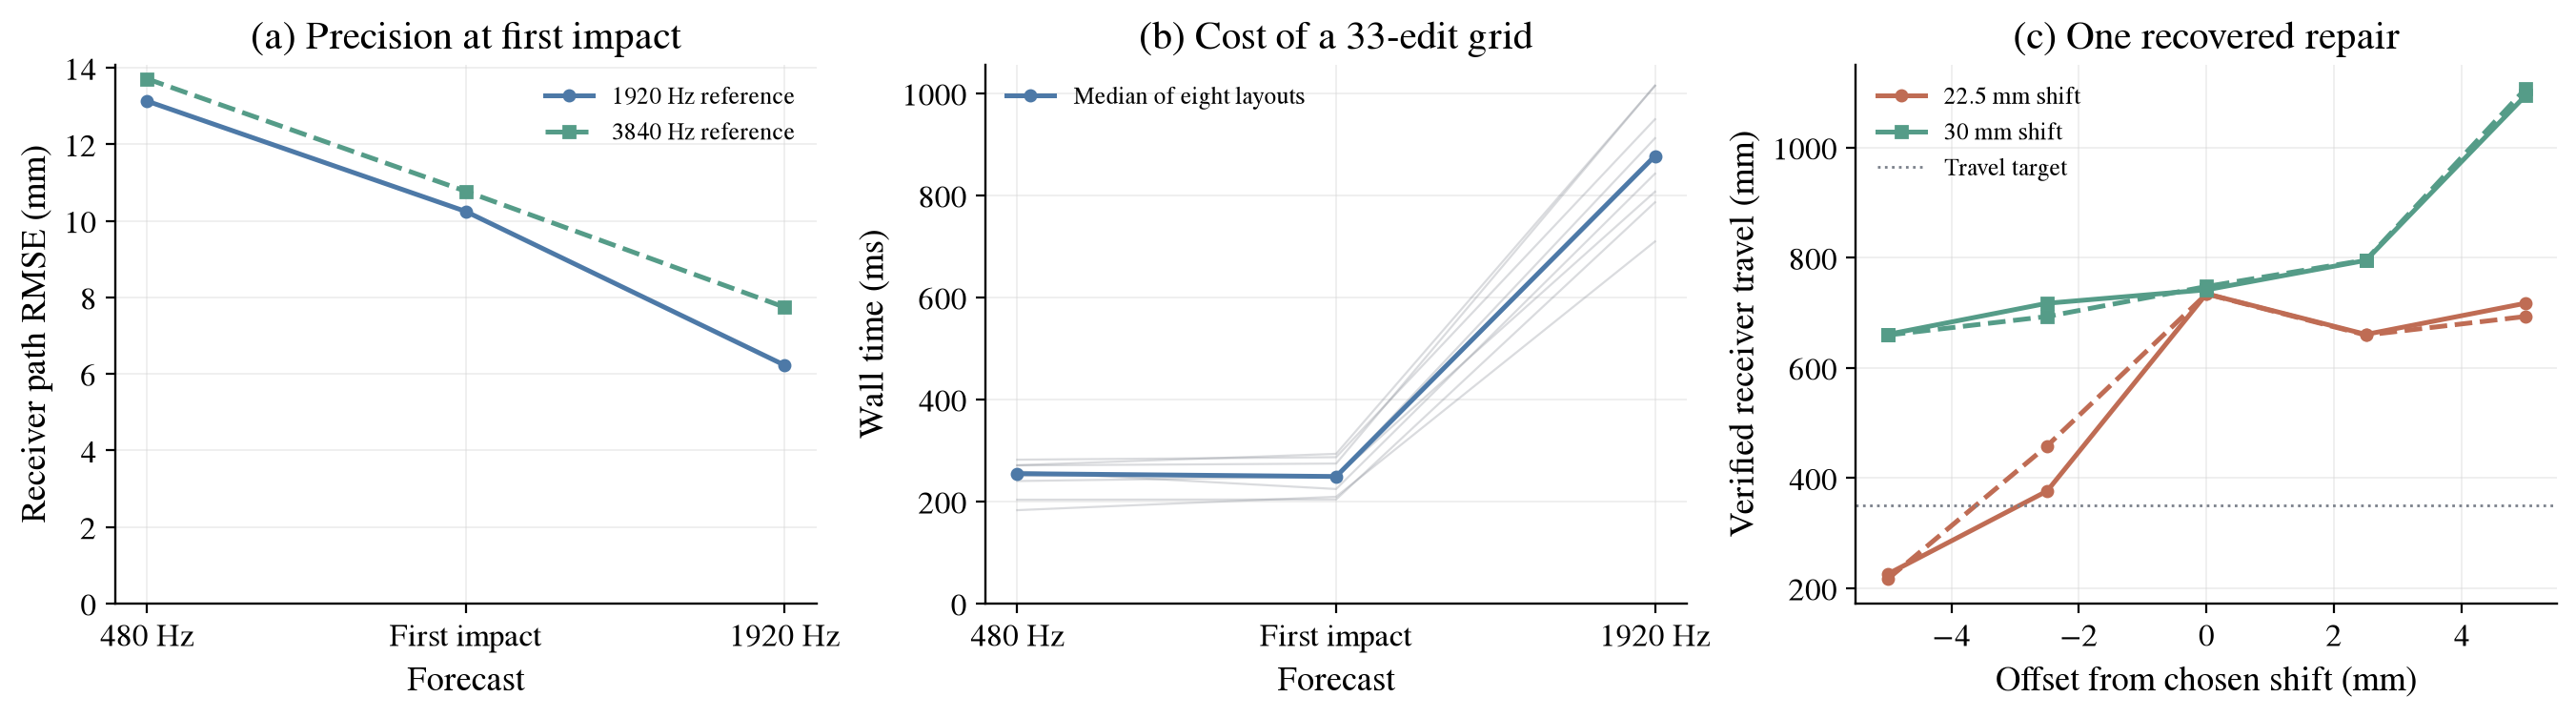 (a) Precision at first impact
Receiver path RMSE (mm)
14
12
10
8
6
4
2
0
1920 Hz reference
3840 Hz reference
480 Hz
First impact
1920 Hz
Forecast
(b) Cost of a 33-edit grid
Wall time (ms)
1000
800
600
400
200
0
Median of eight layouts
480 Hz
First impact
1920 Hz
Forecast
(c) One recovered repair
Verified receiver travel (mm)
1000
800
600
400
200
22.5 mm shift
30 mm shift
Travel target
−4
−2
0
2
4
Offset from chosen shift (mm)